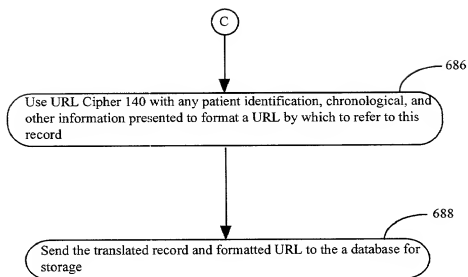 C
686
Use URL Cipher 140 with any patient identification, chronological, and
other information presented to format a URL by which to refer to this
record
688
Send the translated record and formatted URL to the a database for
storage